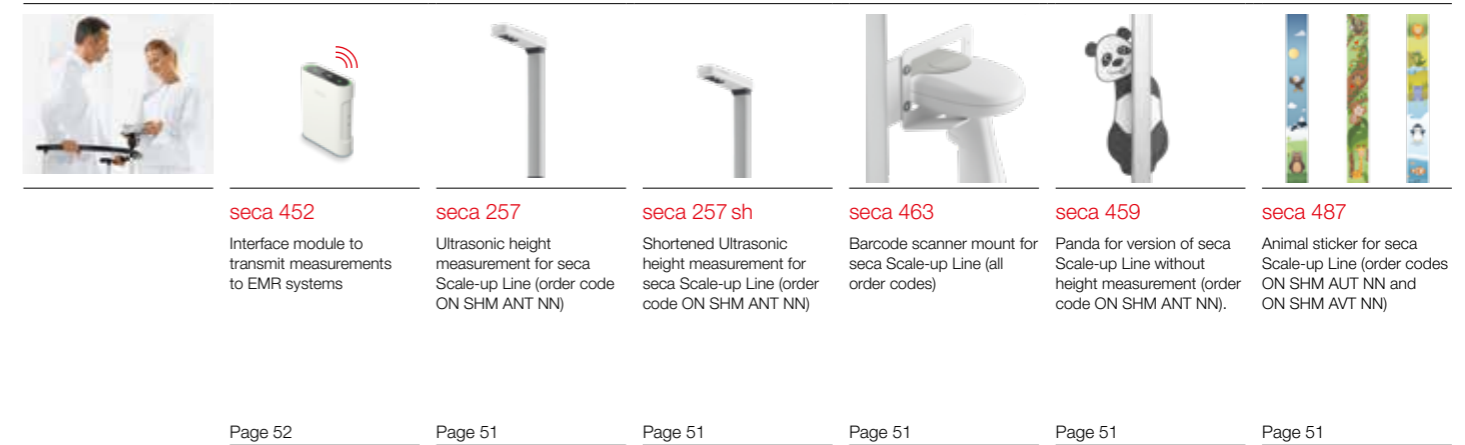 seca 452
Interface module to
transmit measurements
to EMR systems
Page 52
seca 257
Ultrasonic height
measurement for seca
Scale-up Line (order code
ON SHM ANT NN)
Page 51
seca 257 sh
Shortened Ultrasonic
height measurement for
seca Scale-up Line (order
code ON SHM ANT NN)
Page 51
seca 463
Barcode scanner mount for
seca Scale-up Line (all
order codes)
Page 51
seca 459
Panda for version of seca
Scale-up Line without
height measurement (order
code ON SHM ANT NN).
Page 51
seca 487
Animal sticker for seca
Scale-up Line (order codes
ON SHM AUT NN and
ON SHM AVT NN)
Page 51